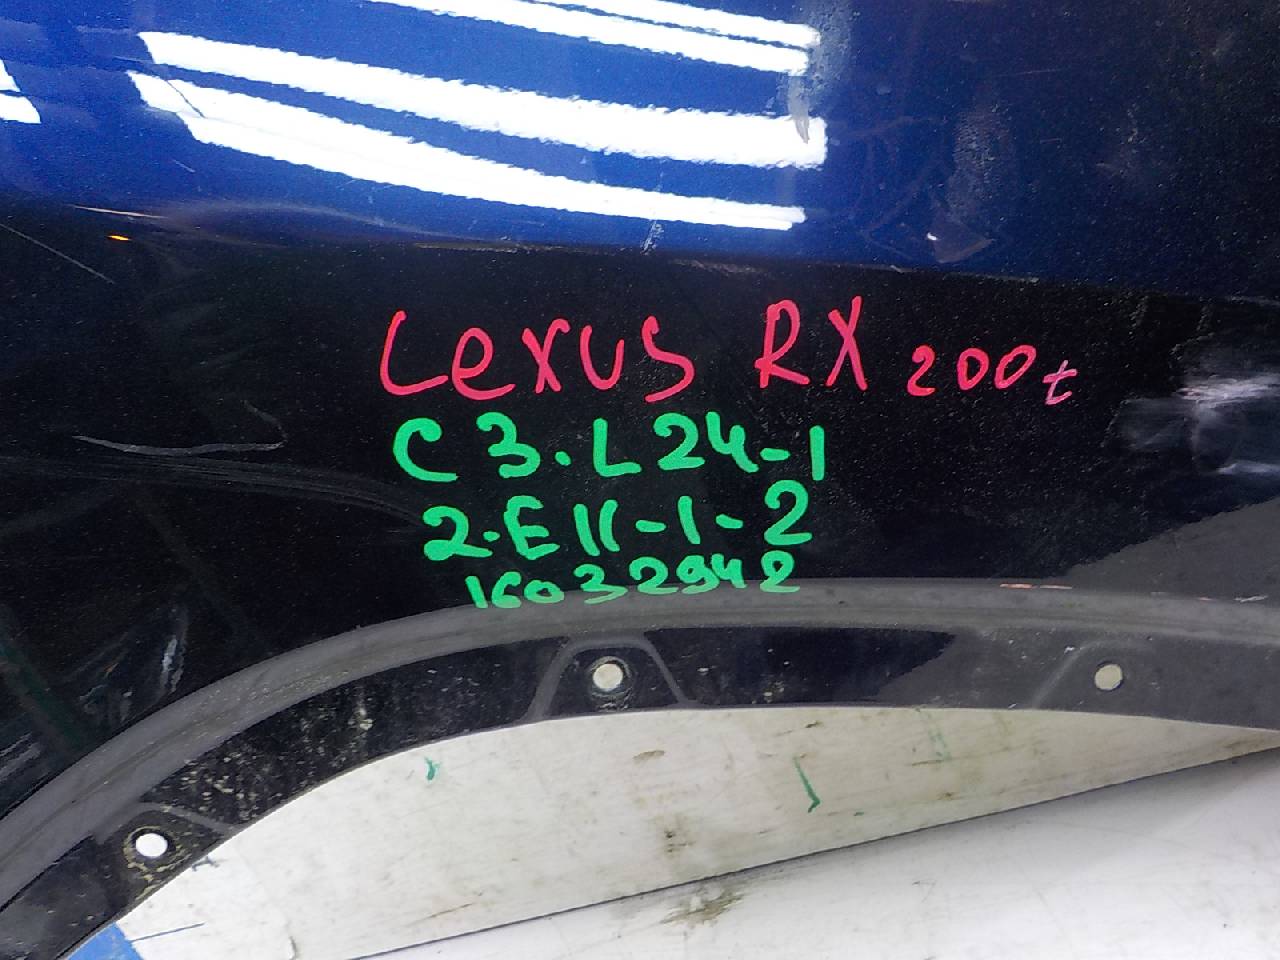 Lexus RX 200t
C3.L24-1
2.E11-1-2
16032942